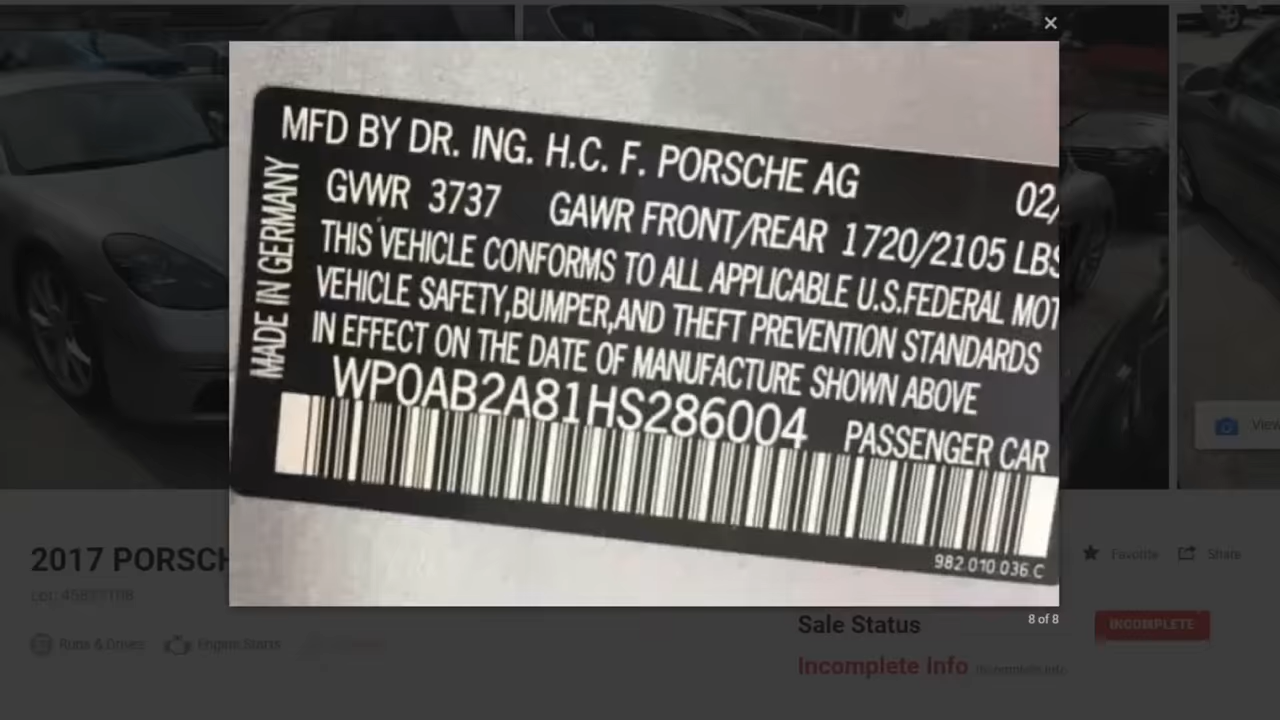 MFD BY DR. ING. H.C. F. PORSCHE AG 02/
GVWR 3737 GAWR FRONT/REAR 1720/2105 LBS
MADE IN GERMANY
THIS VEHICLE CONFORMS TO ALL APPLICABLE U.S.FEDERAL MOT
VEHICLE SAFETY,BUMPER,AND THEFT PREVENTION STANDARDS
IN EFFECT ON THE DATE OF MANUFACTURE SHOWN ABOVE
WP0AB2A81HS286004 PASSENGER CAR
982.010.036.C
8 of 8
View
2017 PORSCH
Favorite
Share
Lot:
Runs & Drives
Engine Starts
Sale Status
INCOMPLETE
Incomplete Info